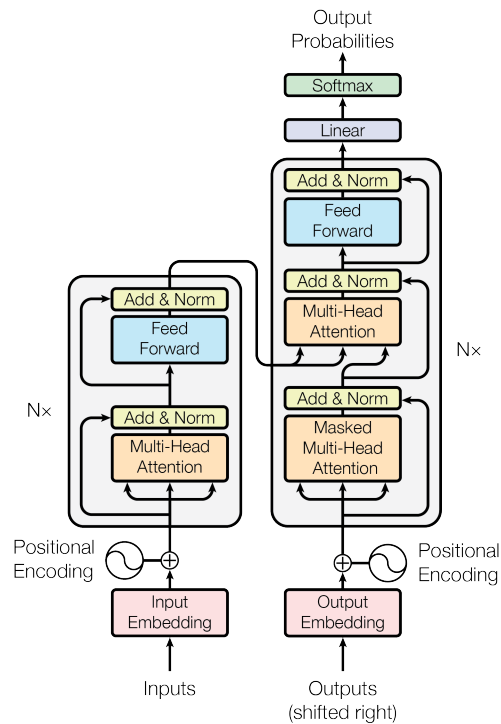 Output
Probabilities
Softmax
Linear
Add & Norm
Feed
Forward
Add & Norm
Multi-Head
Attention
Nx
Add & Norm
Masked
Multi-Head
Attention
Add & Norm
Feed
Forward
Nx
Add & Norm
Multi-Head
Attention
Positional
Encoding
Positional
Encoding
Input
Embedding
Output
Embedding
Inputs
Outputs
(shifted right)